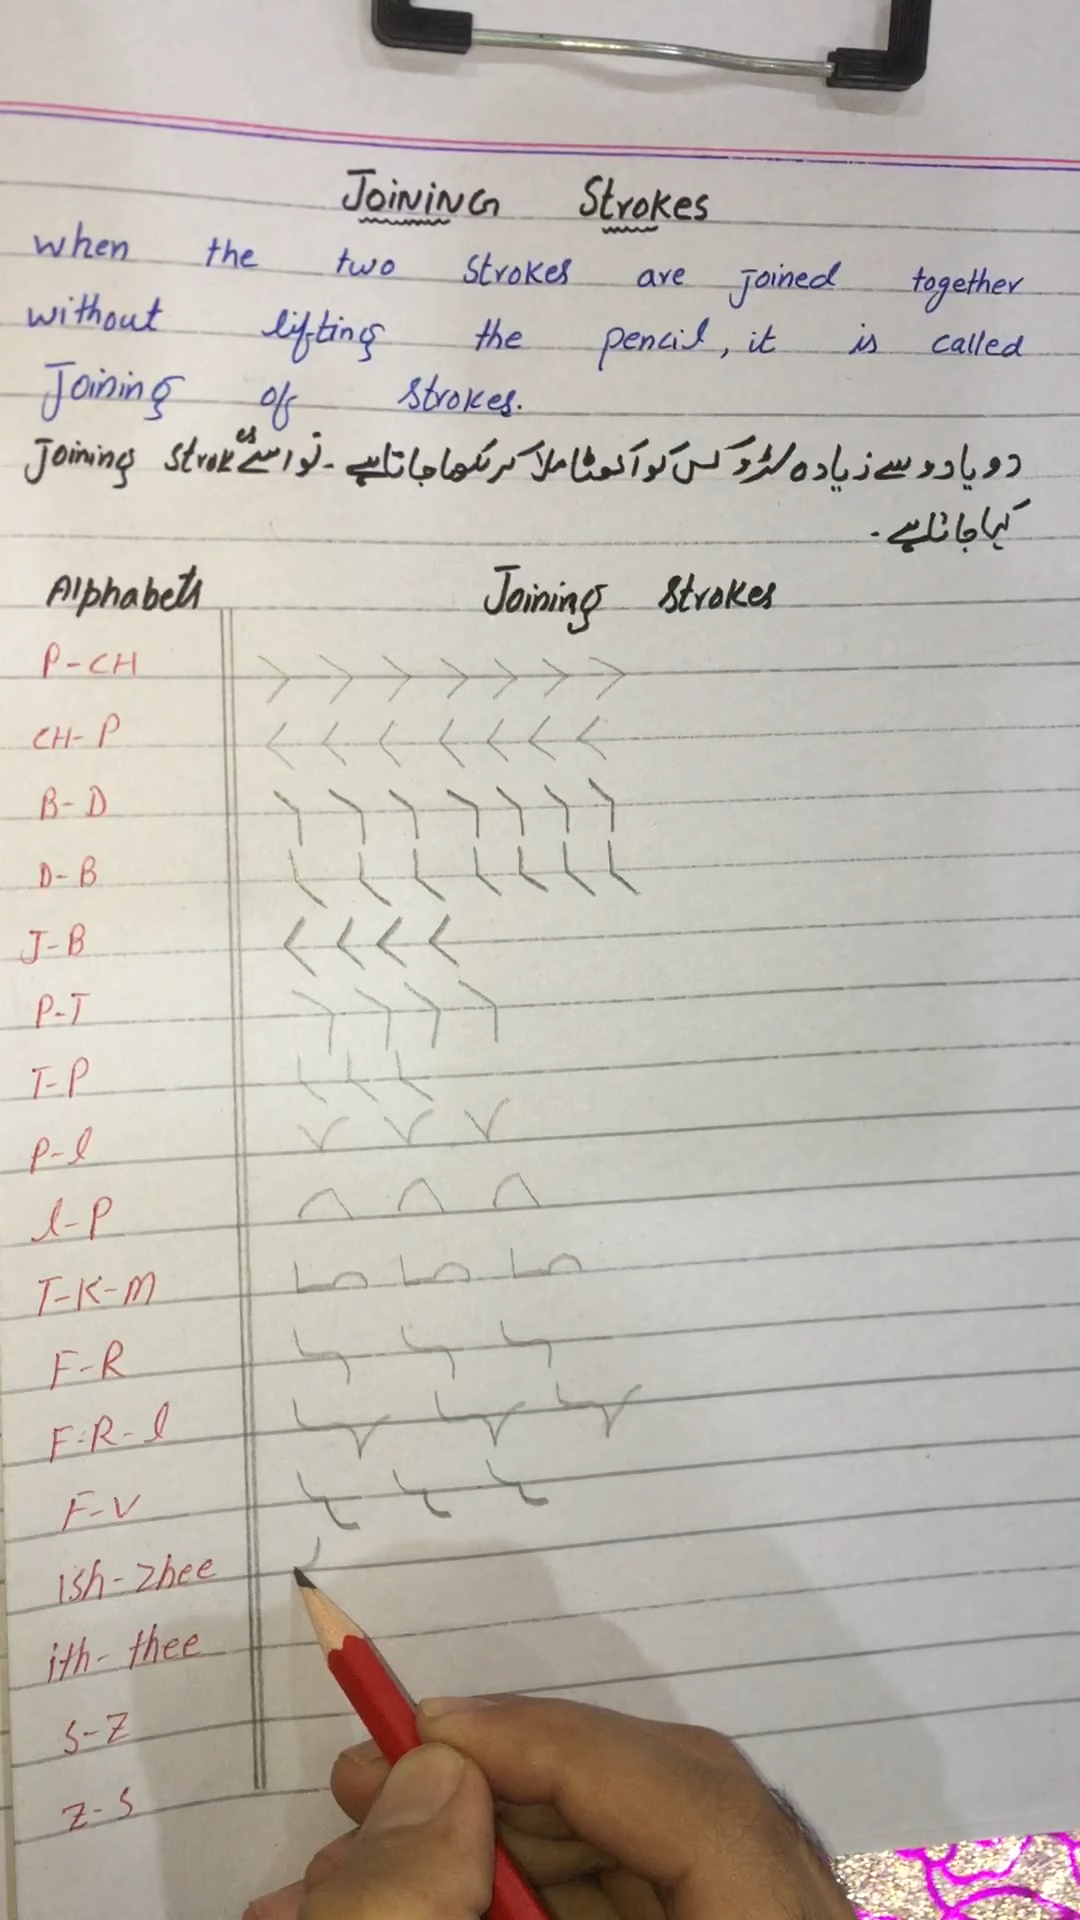 Joining Strokes
when the two Strokes are joined together
without lifting the pencil, it is called
Joining of Strokes.
دو یا دو سے زیادہ سٹروکس کو اکھٹا ملا کر لکھا جاتا ہے۔ تو اسے Joining Strokes
کہا جاتا ہے۔
Alphabets Joining Strokes
P-CH
CH-P
B-D
D-B
J-B
P-T
T-P
P-l
l-P
T-K-M
F-R
F-R-l
F-V
ish-zhee
ith-thee
S-Z
Z-S